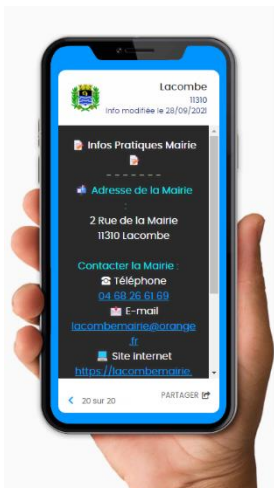 Lacombe
11310
Info modifiée le 28/09/2021
Infos Pratiques Mairie
- - - - - - -
Adresse de la Mairie
:
2 Rue de la Mairie
11310 Lacombe
Contacter la Mairie :
Téléphone
04 68 26 61 69
E-mail
lacombemairie@orange
.fr
Site internet
https://lacombemairie.
20 sur 20
PARTAGER